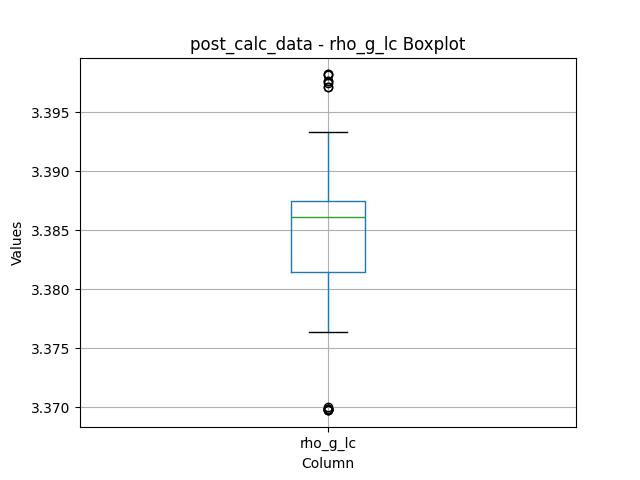 post_calc_data - rho_g_lc Boxplot
Values
3.395
3.390
3.385
3.380
3.375
3.370
rho_g_lc
Column